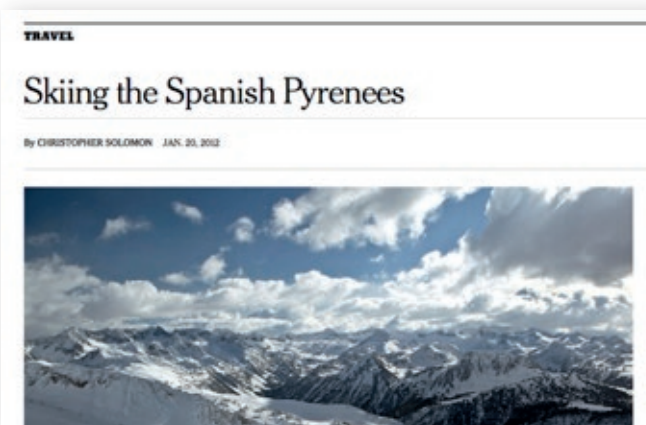 TRAVEL
Skiing the Spanish Pyrenees
By CHRISTOPHER SOLOMON JAN. 20, 2012